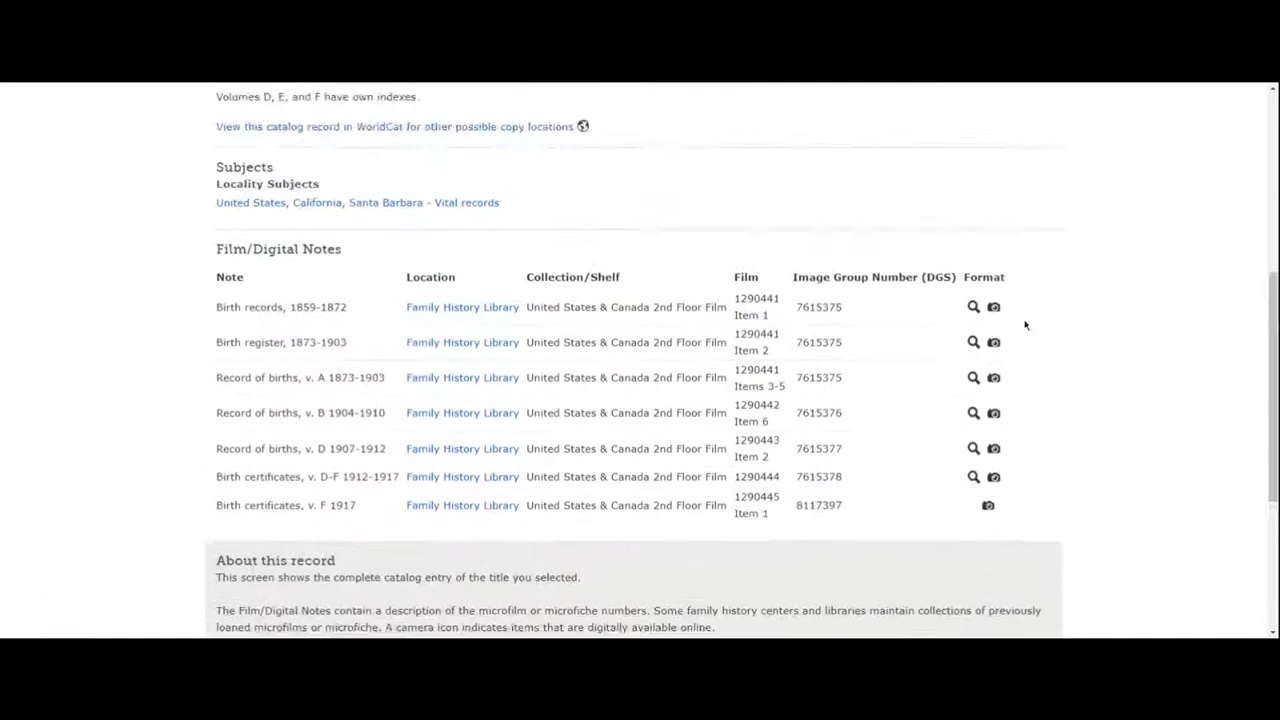 Volumes D, E, and F have own indexes.
View this catalog record in WorldCat for other possible copy locations
Subjects
Locality Subjects
United States, California, Santa Barbara - Vital records
Film/Digital Notes
Note Location Collection/Shelf Film Image Group Number (DGS) Format
Birth records, 1859-1872 Family History Library United States & Canada 2nd Floor Film 1290441 Item 1 7615375
Birth register, 1873-1903 Family History Library United States & Canada 2nd Floor Film 1290441 Item 2 7615375
Record of births, v. A 1873-1903 Family History Library United States & Canada 2nd Floor Film 1290441 Items 3-5 7615375
Record of births, v. B 1904-1910 Family History Library United States & Canada 2nd Floor Film 1290442 Item 6 7615376
Record of births, v. D 1907-1912 Family History Library United States & Canada 2nd Floor Film 1290443 Item 2 7615377
Birth certificates, v. D-F 1912-1917 Family History Library United States & Canada 2nd Floor Film 1290444 7615378
Birth certificates, v. F 1917 Family History Library United States & Canada 2nd Floor Film 1290445 Item 1 8117397
About this record
This screen shows the complete catalog entry of the title you selected.
The Film/Digital Notes contain a description of the microfilm or microfiche numbers. Some family history centers and libraries maintain collections of previously
loaned microfilms or microfiche. A camera icon indicates items that are digitally available online.